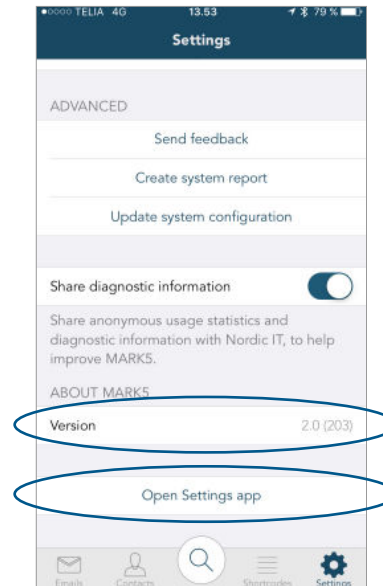 ●○○○○ TELIA 4G 13.53 79 %
Settings
ADVANCED
Send feedback
Create system report
Update system configuration
Share diagnostic information
Share anonymous usage statistics and
diagnostic information with Nordic IT, to help
improve MARK5.
ABOUT MARK5
Version 2.0 (203)
Open Settings app
Emails Contacts Shortcodes Settings